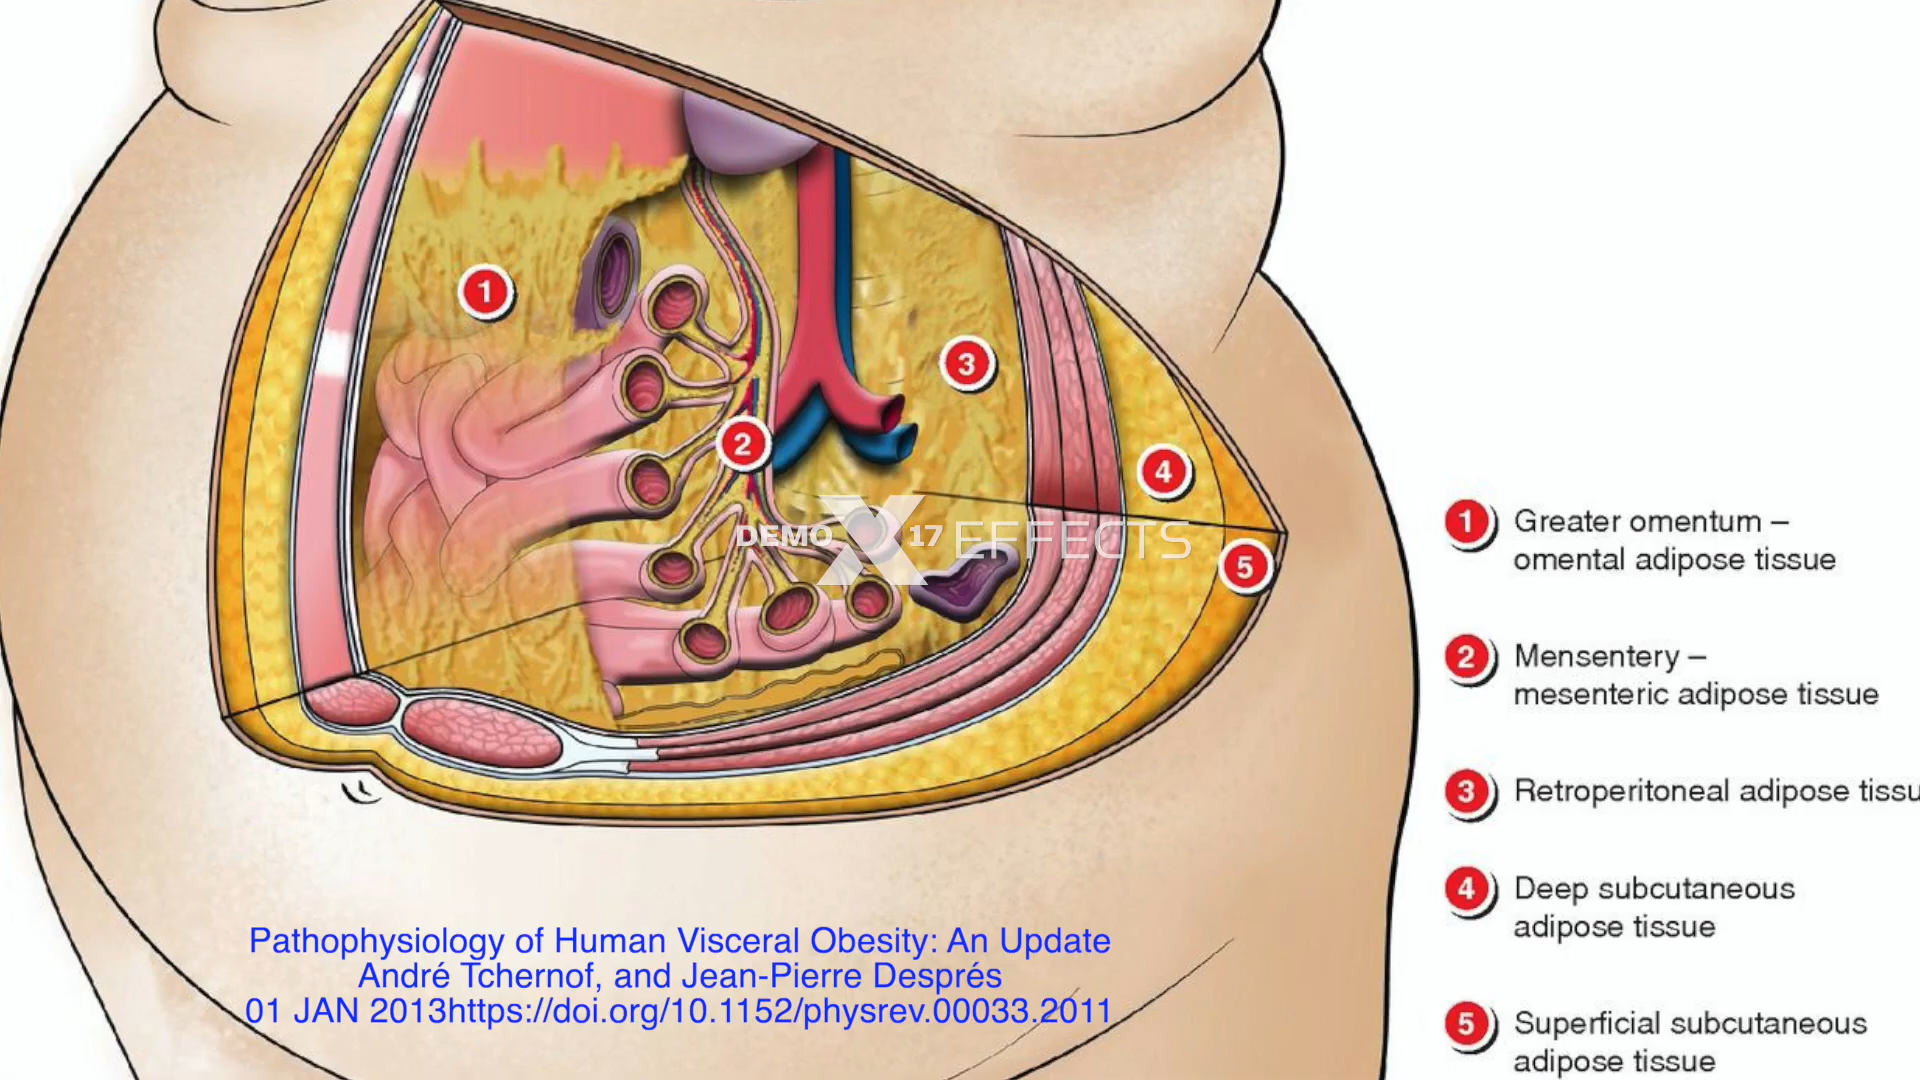 1
2
3
4
5
DEMO X 17 EFFECTS
1 Greater omentum –
omental adipose tissue
2 Mensentery –
mesenteric adipose tissue
3 Retroperitoneal adipose tissu
4 Deep subcutaneous
adipose tissue
5 Superficial subcutaneous
adipose tissue
Pathophysiology of Human Visceral Obesity: An Update
André Tchernof, and Jean-Pierre Després
01 JAN 2013https://doi.org/10.1152/physrev.00033.2011